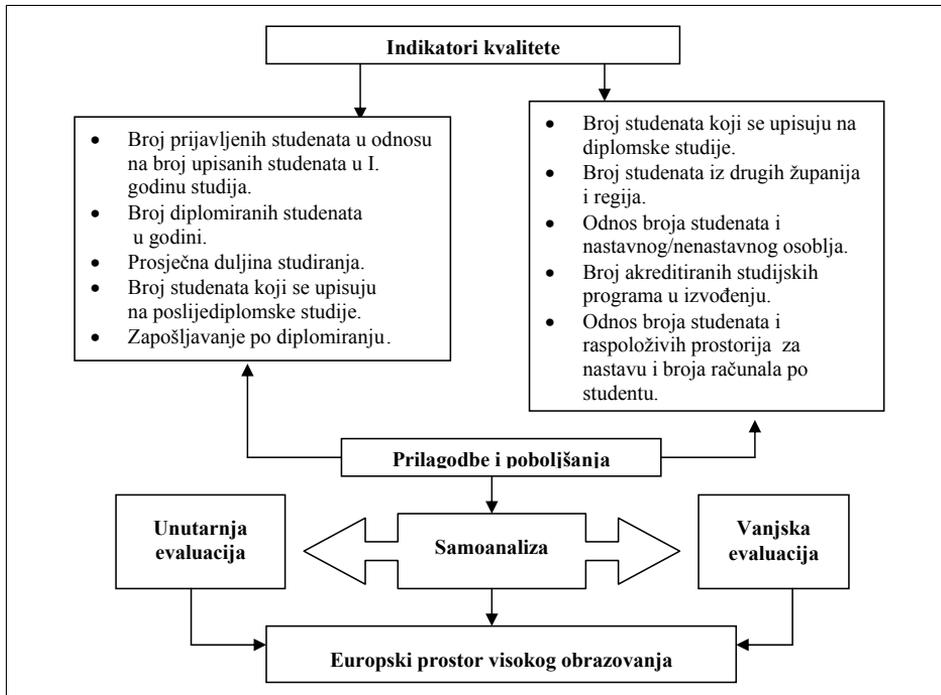 Indikatori kvalitete
• Broj prijavljenih studenata u odnosu
na broj upisanih studenata u I.
godinu studija.
• Broj diplomiranih studenata
u godini.
• Prosječna duljina studiranja.
• Broj studenata koji se upisuju
na poslijediplomske studije.
• Zapošljavanje po diplomiranju.
• Broj studenata koji se upisuju na
diplomske studije.
• Broj studenata iz drugih županija
i regija.
• Odnos broja studenata i
nastavnog/nenastavnog osoblja.
• Broj akreditiranih studijskih
programa u izvođenju.
• Odnos broja studenata i
raspoloživih prostorija za
nastavu i broja računala po
studentu.
Prilagodbe i poboljšanja
Unutarnja
evaluacija
Samoanaliza
Vanjska
evaluacija
Europski prostor visokog obrazovanja